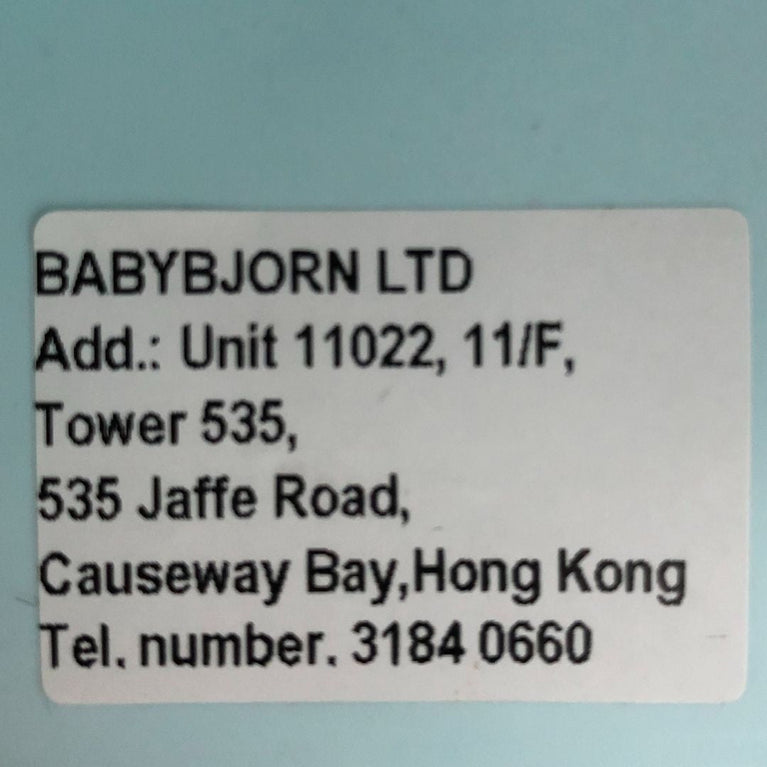 BABYBJORN LTD
Add.: Unit 11022, 11/F,
Tower 535,
535 Jaffe Road,
Causeway Bay,Hong Kong
Tel. number. 3184 0660